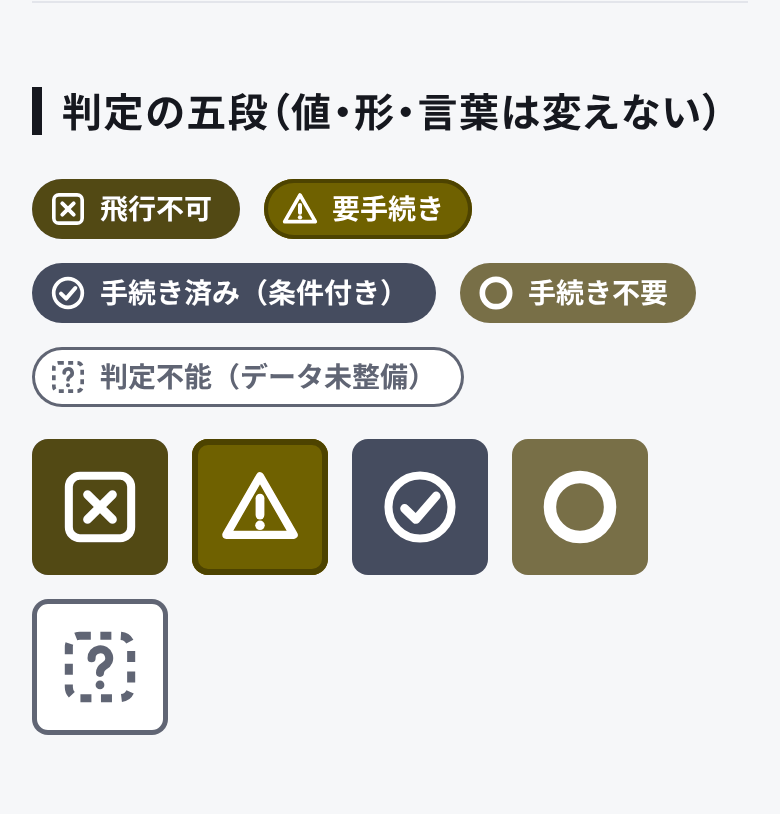 判定の五段（値・形・言葉は変えない）
飛行不可
要手続き
手続き済み（条件付き）
手続き不要
判定不能（データ未整備）